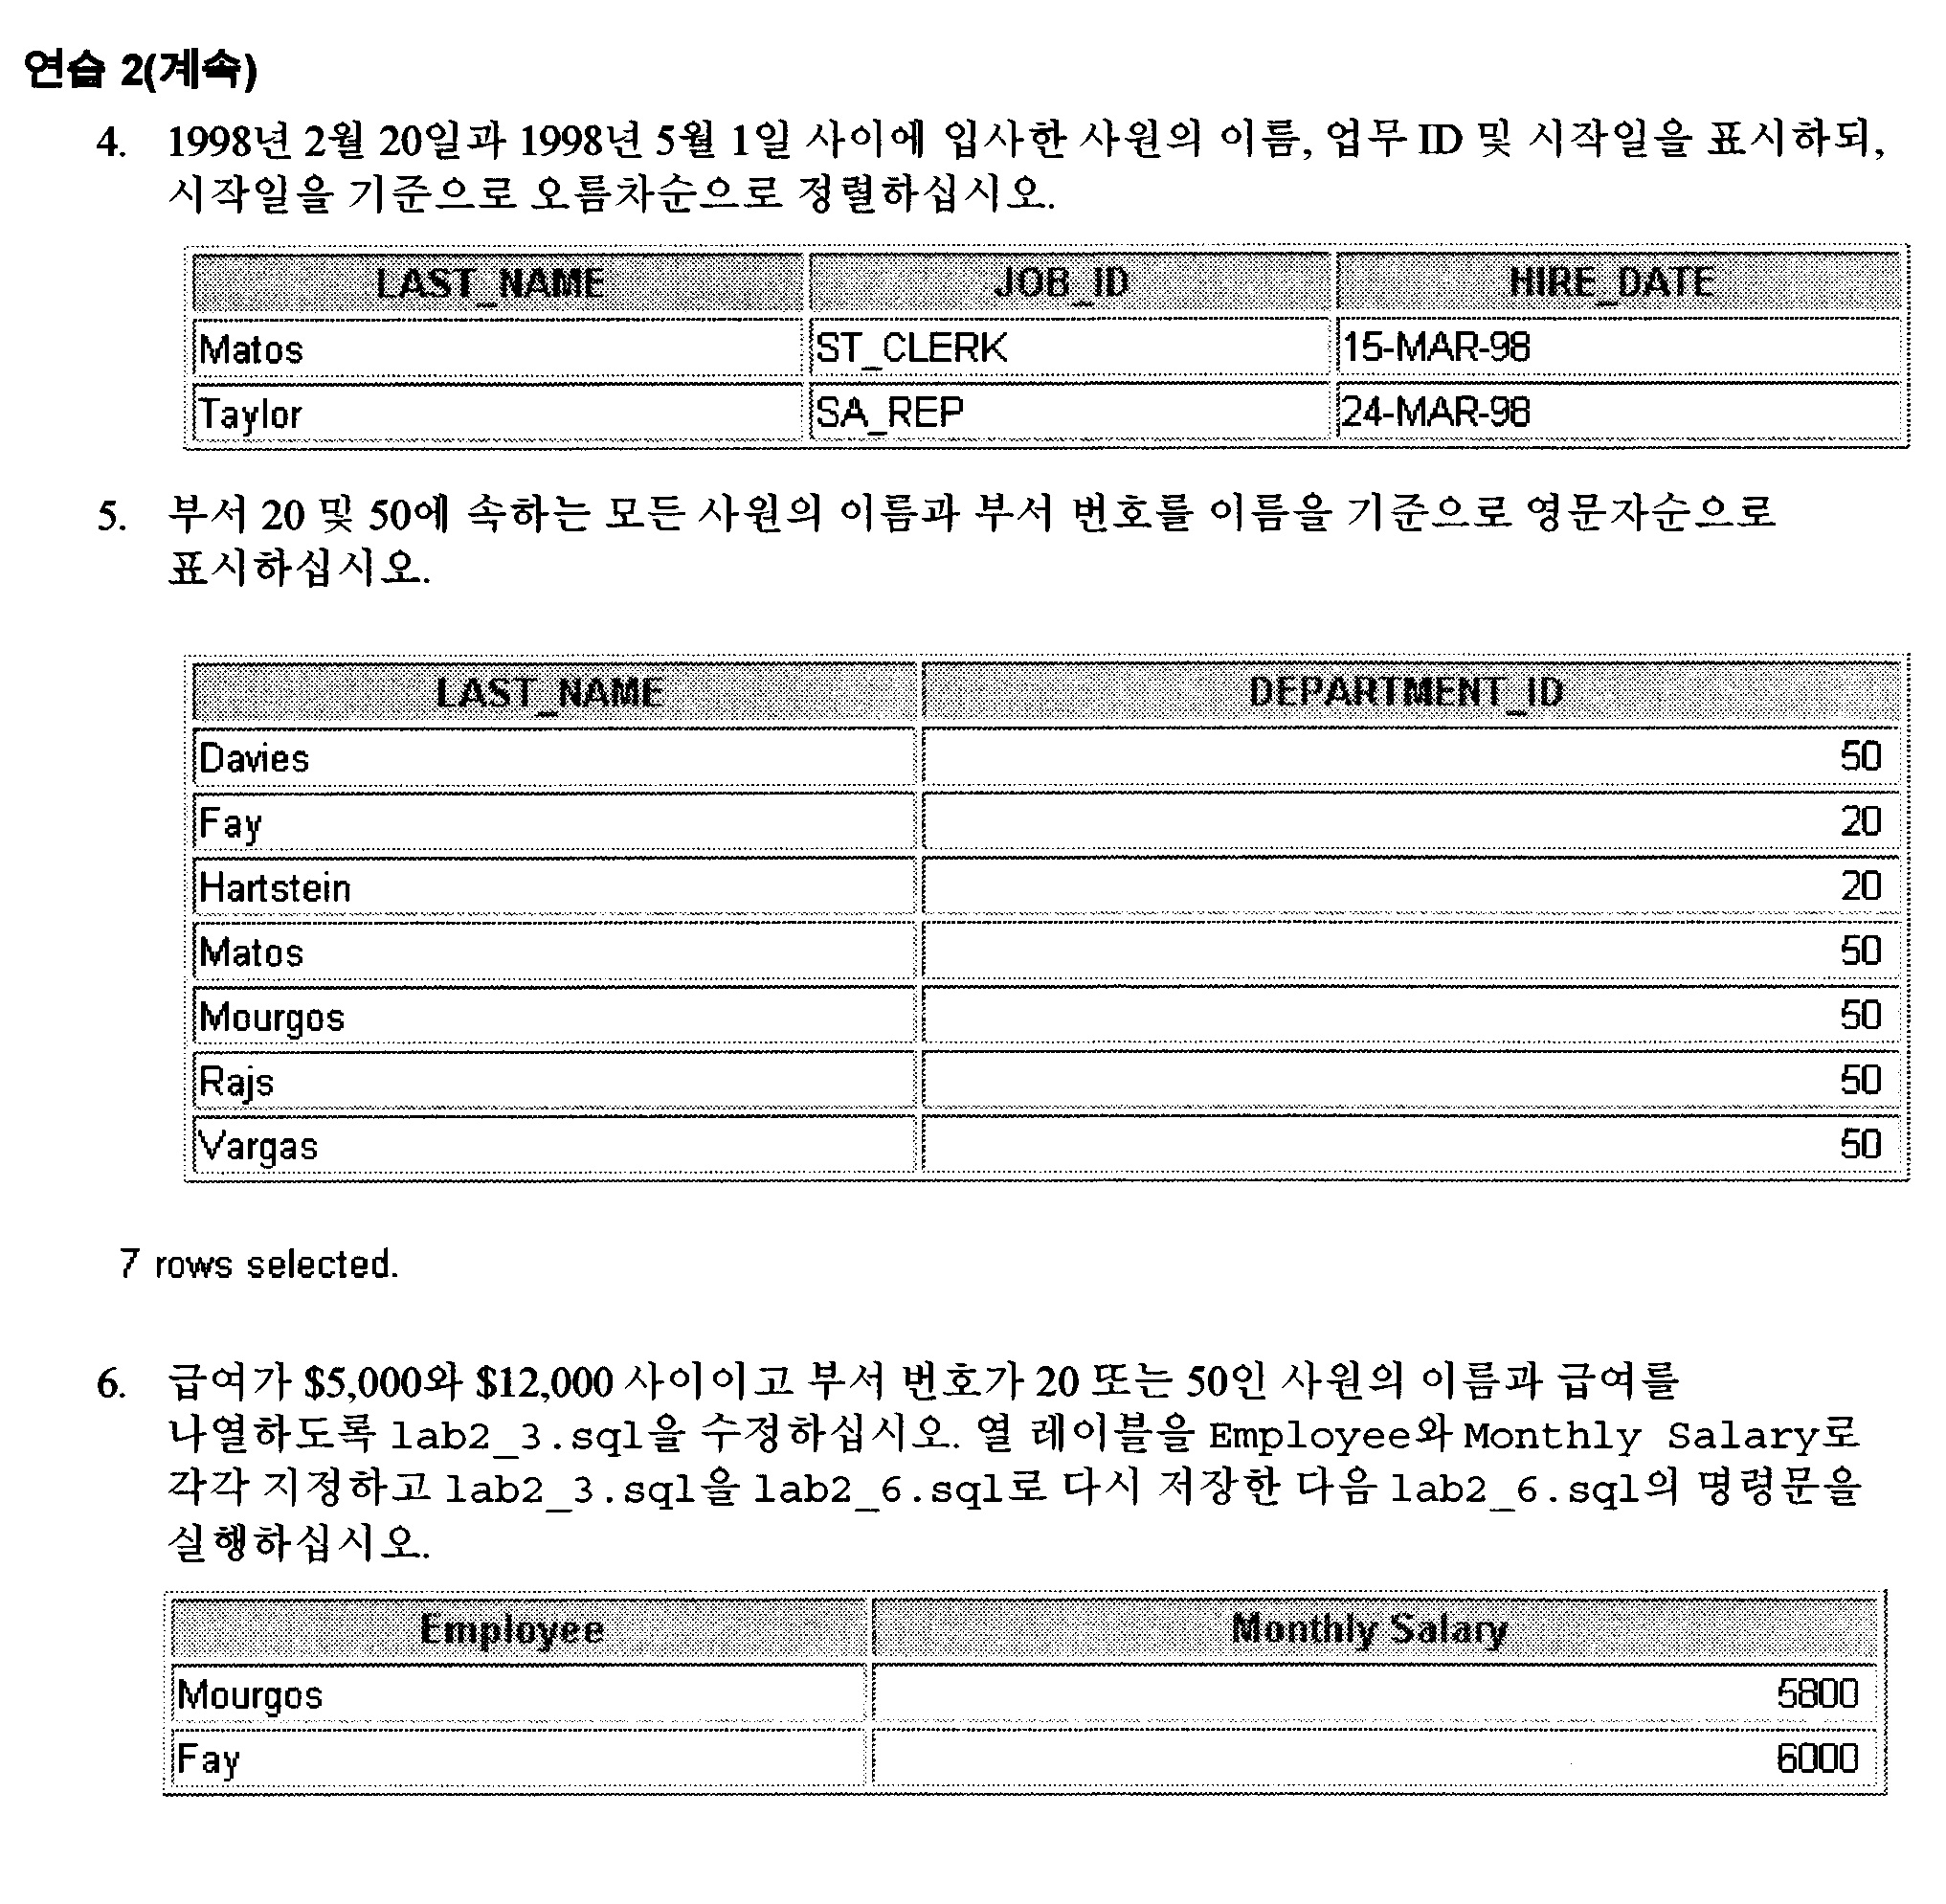 연습 2(계속)
4. 1998년 2월 20일과 1998년 5월 1일 사이에 입사한 사원의 이름, 업무 ID 및 시작일을 표시하되,
시작일을 기준으로 오름차순으로 정렬하십시오.
LAST_NAME JOB_ID HIRE_DATE
Matos ST_CLERK 15-MAR-98
Taylor SA_REP 24-MAR-98
5. 부서 20 및 50에 속하는 모든 사원의 이름과 부서 번호를 이름을 기준으로 영문자순으로
표시하십시오.
LAST_NAME DEPARTMENT_ID
Davies 50
Fay 20
Hartstein 20
Matos 50
Mourgos 50
Rajs 50
Vargas 50
7 rows selected.
6. 급여가 $5,000와 $12,000 사이이고 부서 번호가 20 또는 50인 사원의 이름과 급여를
나열하도록 lab2_3.sql을 수정하십시오. 열 레이블을 Employee와 Monthly Salary로
각각 지정하고 lab2_3.sql을 lab2_6.sql로 다시 저장한 다음 lab2_6.sql의 명령문을
실행하십시오.
Employee Monthly Salary
Mourgos 5800
Fay 6000